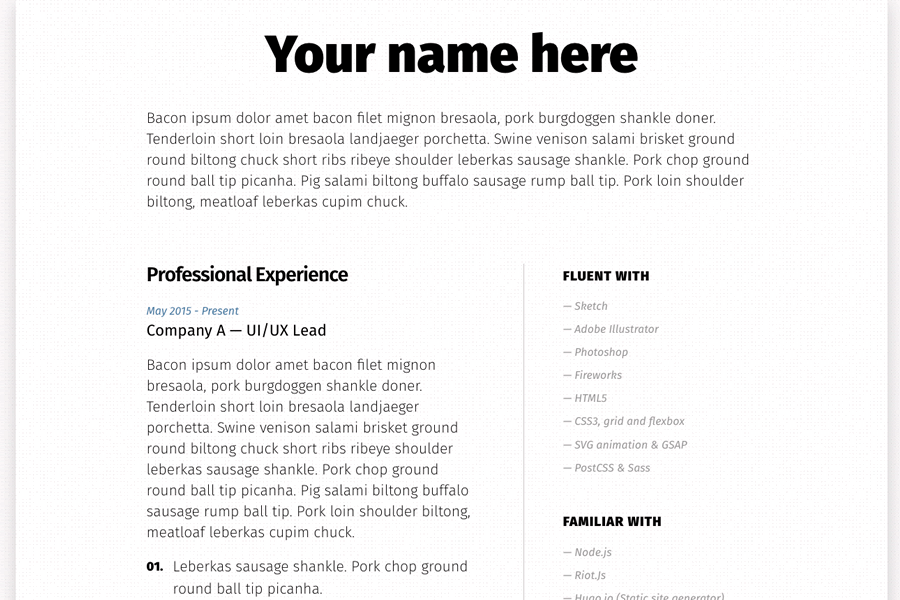 Your name here
Bacon ipsum dolor amet bacon filet mignon bresaola, pork burgdoggen shankle doner.
Tenderloin short loin bresaola landjaeger porchetta. Swine venison salami brisket ground
round biltong chuck short ribs ribeye shoulder leberkas sausage shankle. Pork chop ground
round ball tip picanha. Pig salami biltong buffalo sausage rump ball tip. Pork loin shoulder
biltong, meatloaf leberkas cupim chuck.
Professional Experience
May 2015 - Present
Company A — UI/UX Lead
Bacon ipsum dolor amet bacon filet mignon
bresaola, pork burgdoggen shankle doner.
Tenderloin short loin bresaola landjaeger
porchetta. Swine venison salami brisket ground
round biltong chuck short ribs ribeye shoulder
leberkas sausage shankle. Pork chop ground
round ball tip picanha. Pig salami biltong buffalo
sausage rump ball tip. Pork loin shoulder biltong,
meatloaf leberkas cupim chuck.
01. Leberkas sausage shankle. Pork chop ground
round ball tip picanha.
FLUENT WITH
— Sketch
— Adobe Illustrator
— Photoshop
— Fireworks
— HTML5
— CSS3, grid and flexbox
— SVG animation & GSAP
— PostCSS & Sass
FAMILIAR WITH
— Node.js
— Riot.Js
— Hugo.io (Static site generator)